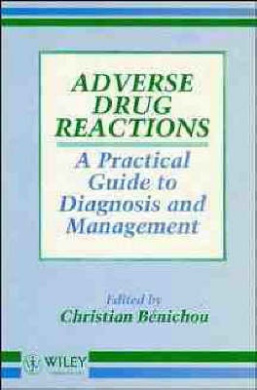 ADVERSE
DRUG
REACTIONS
A Practical
Guide to
Diagnosis and
Management
Edited by
Christian Bénichou
WILEY